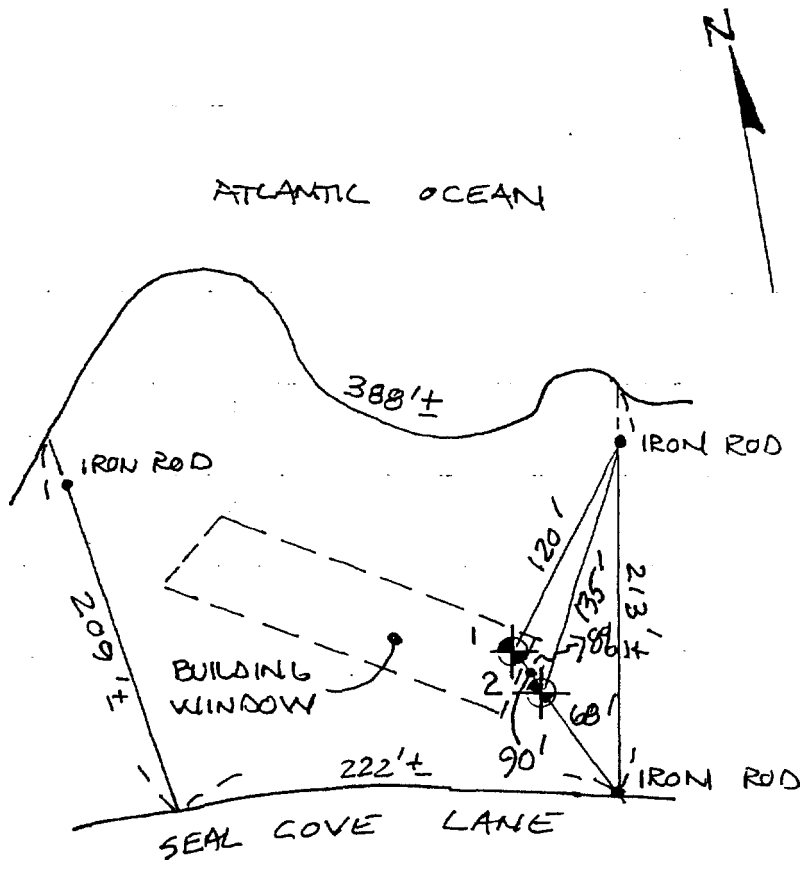 N
ATLANTIC OCEAN
388'±
IRON ROD
IRON ROD
120'
135'
213'±
209'±
1
88'
BUILDING
WINDOW
2
68'
90'
222'±
IRON ROD
SEAL COVE LANE